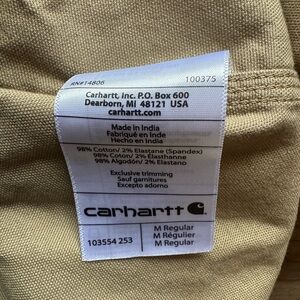 RN#14806 100375
Carhartt, Inc. P.O. Box 600
Dearborn, MI 48121 USA
carhartt.com
Made in India
Fabriqué en Inde
Hecho en India
98% Cotton/ 2% Elastane (Spandex)
98% Coton/ 2% Élasthanne
98% Algodón/ 2% Elastano
Exclusive trimming
Sauf garnitures
Excepto adorno
carhartt
103554 253
M Regular
M Régulier
M Regular